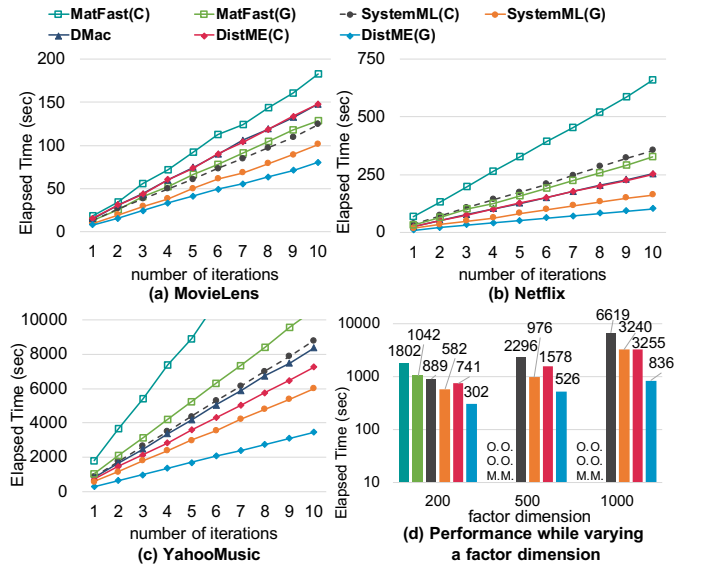 MatFast(C) MatFast(G) SystemML(C) SystemML(G)
DMac DistME(C) DistME(G)
Elapsed Time (sec)
200
150
100
50
0
1 2 3 4 5 6 7 8 9 10
number of iterations
(a) MovieLens
Elapsed Time (sec)
750
500
250
0
1 2 3 4 5 6 7 8 9 10
number of iterations
(b) Netflix
Elapsed Time (sec)
10000
8000
6000
4000
2000
0
1 2 3 4 5 6 7 8 9 10
number of iterations
(c) YahooMusic
Elapsed Time (sec)
10000
1000
100
10
1802
1042
889
582
741
302
O. O.
O. O.
M. M.
2296
976
1578
526
O. O.
O. O.
M. M.
6619
3240
3255
836
200 500 1000
factor dimension
(d) Performance while varying
a factor dimension